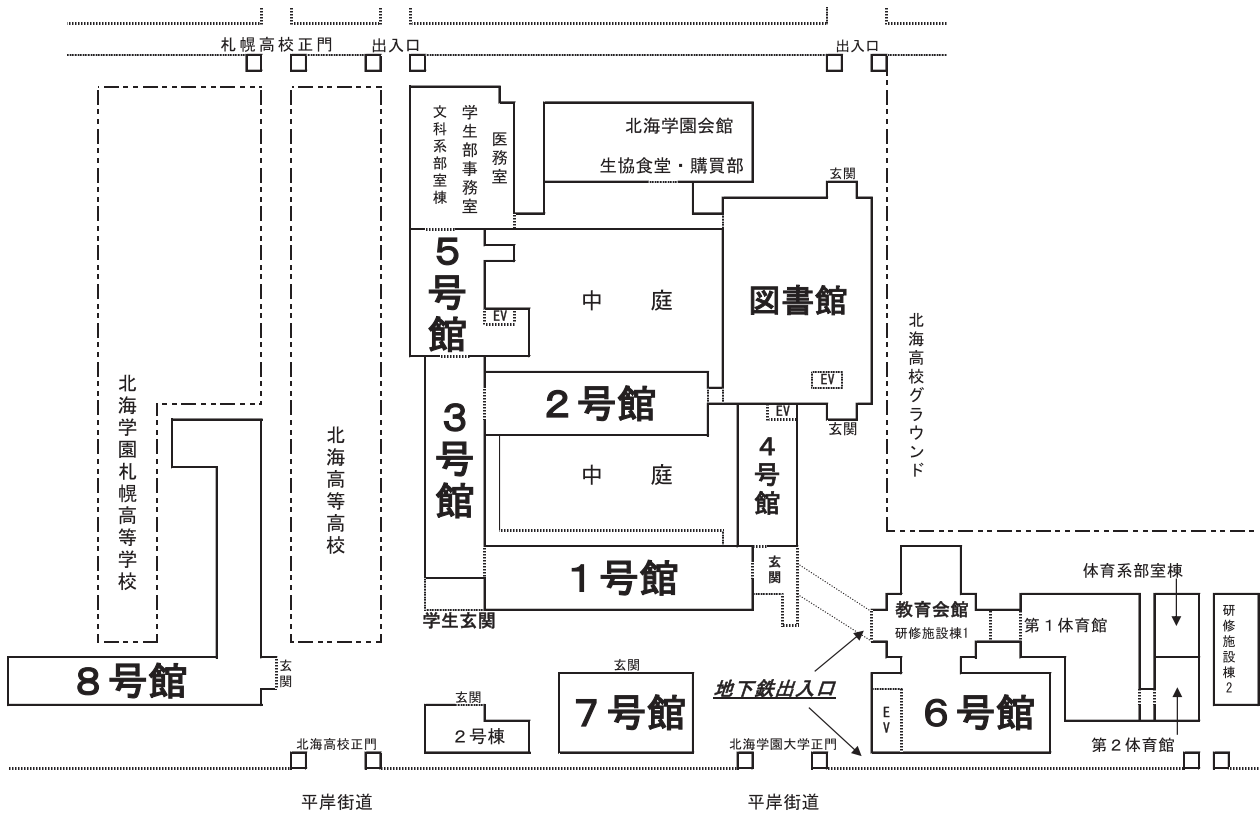 札幌高校正門
出入口
出入口
文科系部室棟
学生部事務室
医務室
北海学園会館
生協食堂・購買部
玄関
5号館
EV
中　庭
図書館
EV
北海高校グラウンド
北海学園札幌高等学校
北海高等高校
3号館
2号館
EV
玄関
4号館
中　庭
1号館
玄関
学生玄関
教育会館
研修施設棟1
第1体育館
体育系部室棟
研修施設棟2
8号館
玄関
玄関
2号棟
玄関
7号館
地下鉄出入口
EV
6号館
第2体育館
北海高校正門
北海学園大学正門
平岸街道
平岸街道